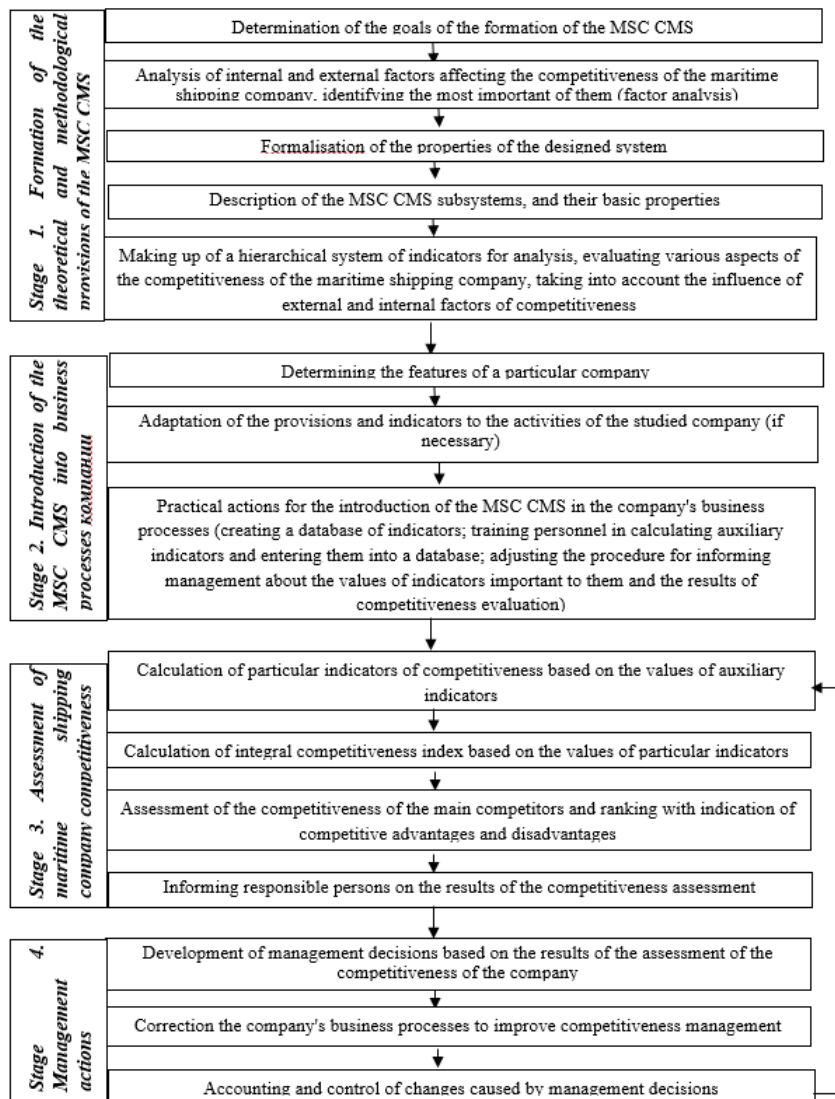 Stage 1. Formation of the
theoretical and methodological
provisions of the MSC CMS
Determination of the goals of the formation of the MSC CMS
Analysis of internal and external factors affecting the competitiveness of the maritime
shipping company, identifying the most important of them (factor analysis)
Formalisation of the properties of the designed system
Description of the MSC CMS subsystems, and their basic properties
Making up of a hierarchical system of indicators for analysis, evaluating various aspects of
the competitiveness of the maritime shipping company, taking into account the influence of
external and internal factors of competitiveness
Stage 2. Introduction of the
MSC CMS into business
processes компании
Determining the features of a particular company
Adaptation of the provisions and indicators to the activities of the studied company (if
necessary)
Practical actions for the introduction of the MSC CMS in the company's business
processes (creating a database of indicators; training personnel in calculating auxiliary
indicators and entering them into a database; adjusting the procedure for informing
management about the values of indicators important to them and the results of
competitiveness evaluation)
Stage 3. Assessment of
maritime shipping
company competitiveness
Calculation of particular indicators of competitiveness based on the values of auxiliary
indicators
Calculation of integral competitiveness index based on the values of particular indicators
Assessment of the competitiveness of the main competitors and ranking with indication of
competitive advantages and disadvantages
Informing responsible persons on the results of the competitiveness assessment
Stage 4.
Management
actions
Development of management decisions based on the results of the assessment of the
competitiveness of the company
Correction the company's business processes to improve competitiveness management
Accounting and control of changes caused by management decisions